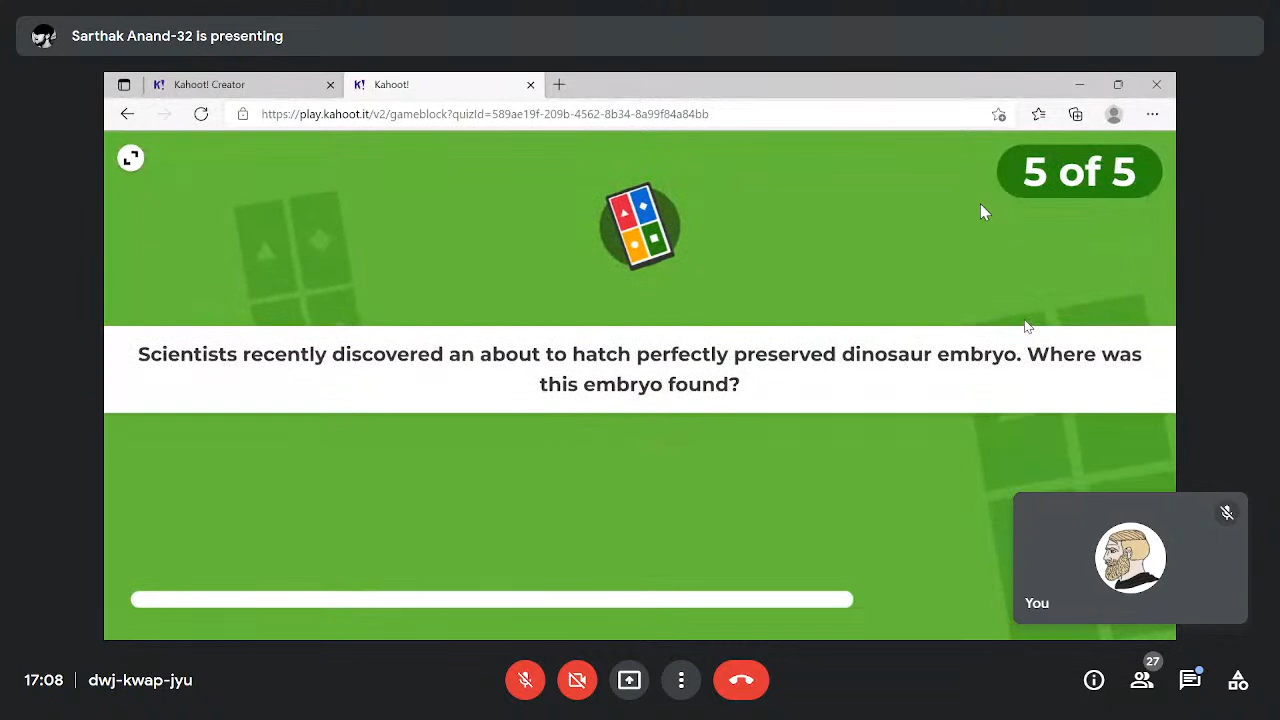 Sarthak Anand-32 is presenting
K! Kahoot! Creator
K! Kahoot!
https://play.kahoot.it/v2/gameblock?quizId=589ae19f-209b-4562-8b34-8a99f84a84bb
5 of 5
Scientists recently discovered an about to hatch perfectly preserved dinosaur embryo. Where was
this embryo found?
You
17:08 | dwj-kwap-jyu
27